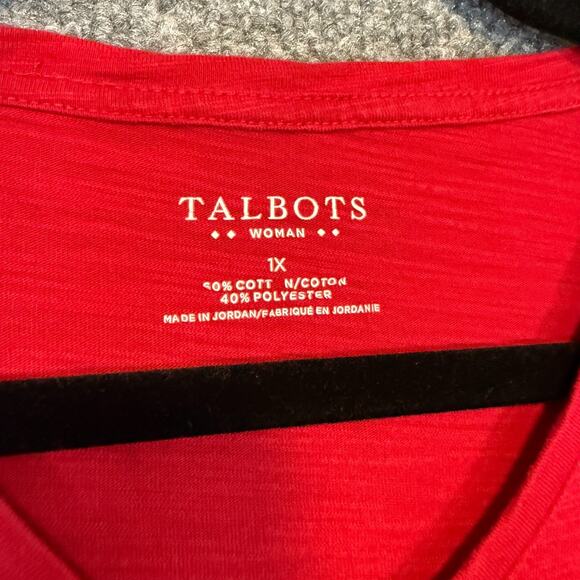 TALBOTS
WOMAN
1X
60% COTT N/COTON
40% POLYESTER
MADE IN JORDAN/FABRIQUÉ EN JORDANIE